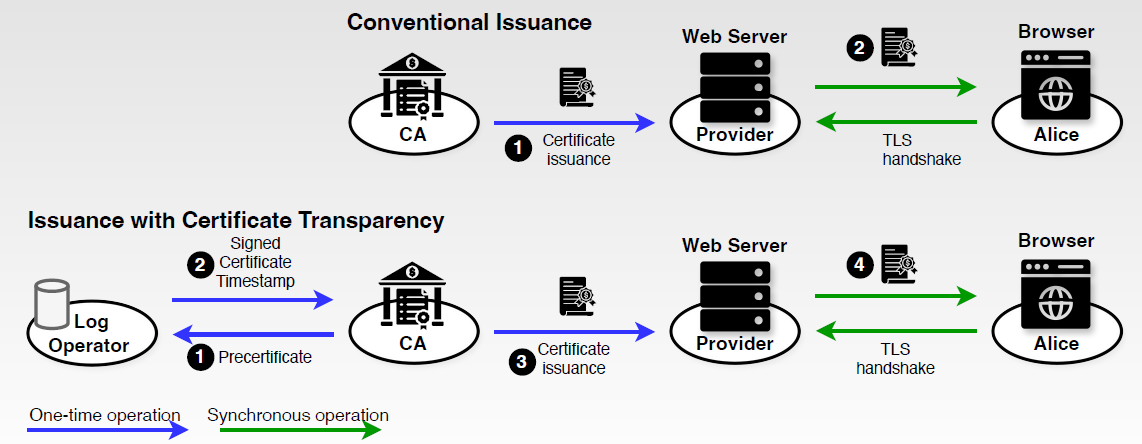 Conventional Issuance
Web Server
Browser
2
CA
Provider
Alice
1
Certificate
issuance
TLS
handshake
Issuance with Certificate Transparency
2
Signed
Certificate
Timestamp
Web Server
Browser
4
Log
Operator
CA
Provider
Alice
1
Precertificate
3
Certificate
issuance
TLS
handshake
One-time operation
Synchronous operation